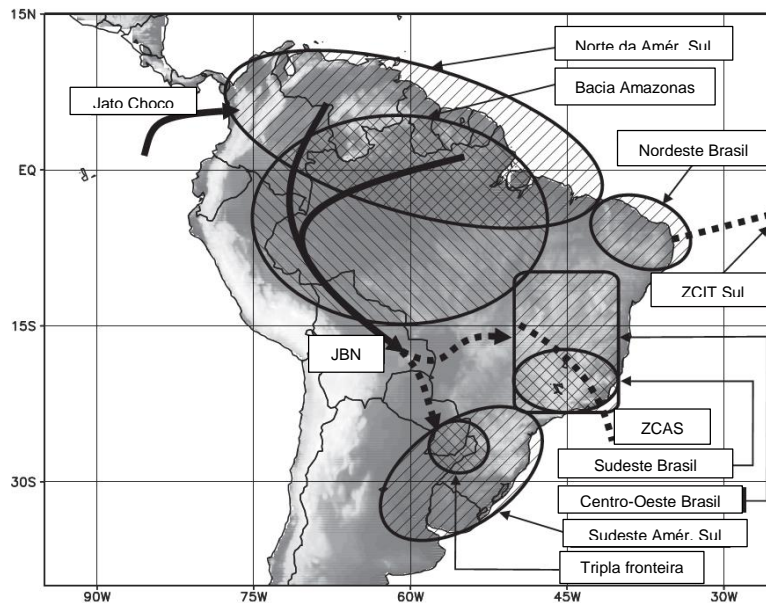 15N
Norte da Amér. Sul
Bacia Amazonas
Jato Choco
Nordeste Brasil
EQ
ZCIT Sul
15S
JBN
ZCAS
Sudeste Brasil
30S
Centro-Oeste Brasil
Sudeste Amér. Sul
Tripla fronteira
90W 75W 60W 45W 30W